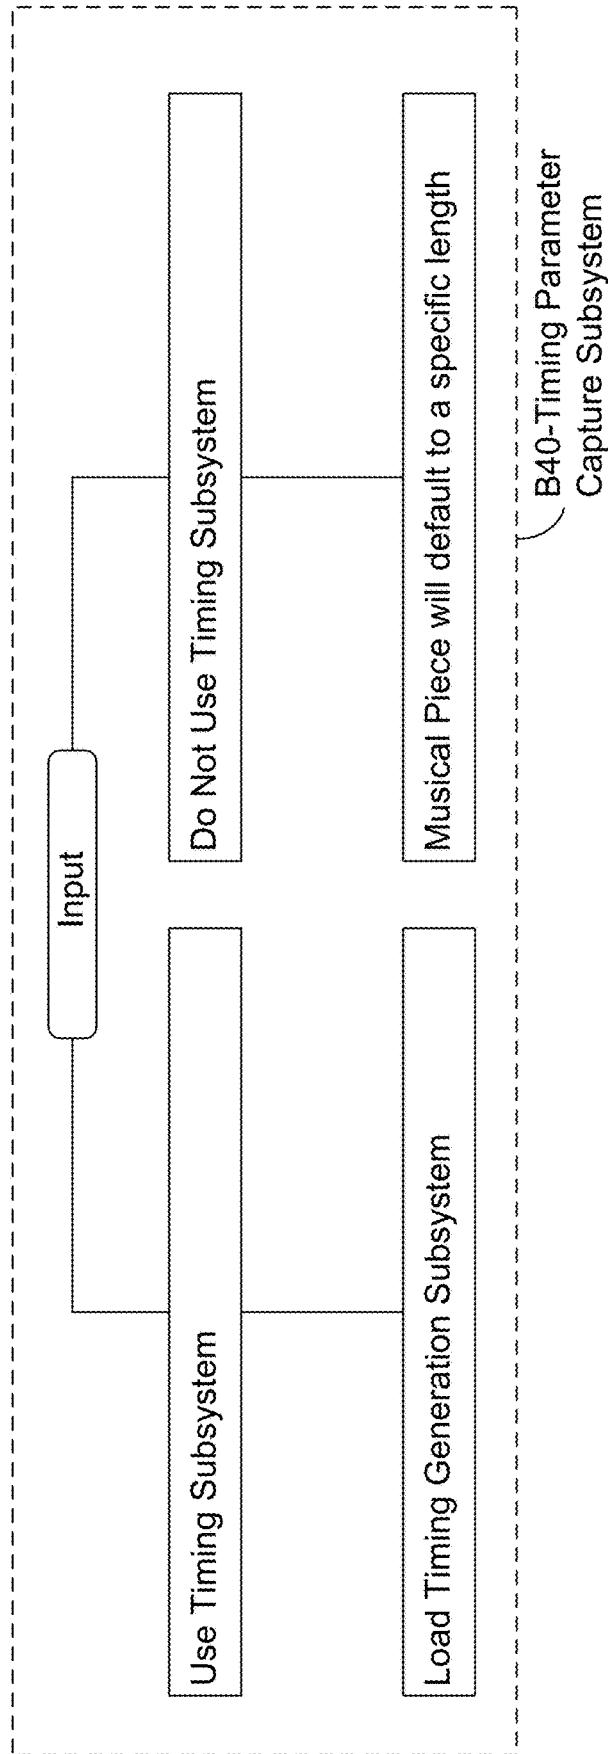 Input
Use Timing Subsystem
Do Not Use Timing Subsystem
Load Timing Generation Subsystem
Musical Piece will default to a specific length
B40-Timing Parameter
Capture Subsystem